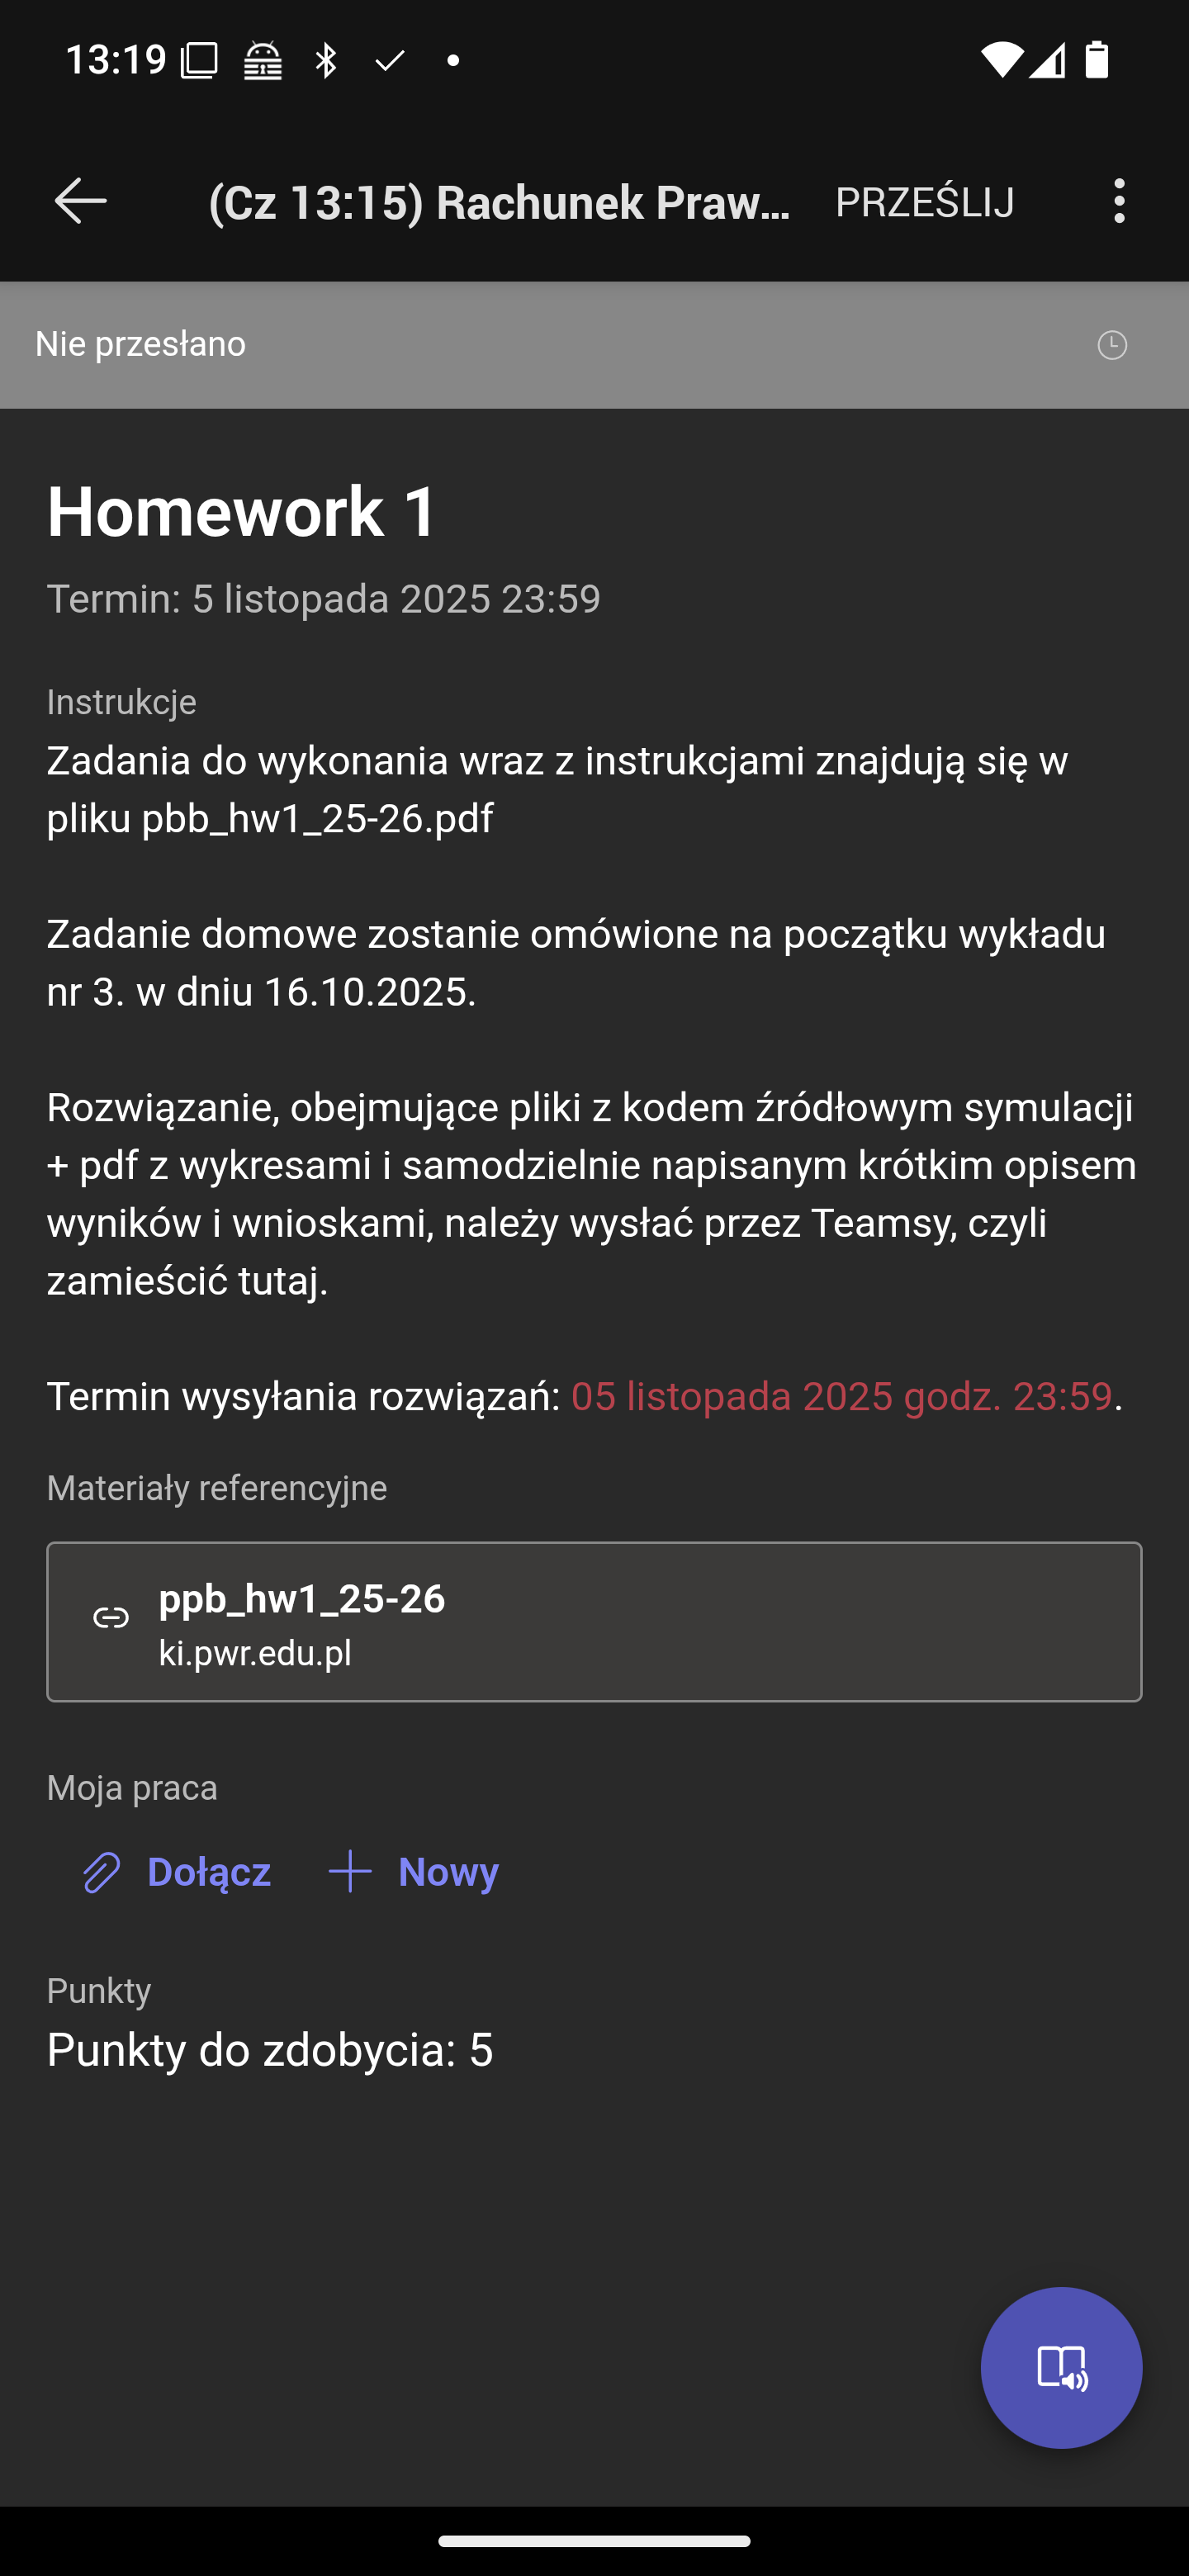 13:19
(Cz 13:15) Rachunek Praw...
PRZEŚLIJ
Nie przesłano
Homework 1
Termin: 5 listopada 2025 23:59
Instrukcje
Zadania do wykonania wraz z instrukcjami znajdują się w
pliku pbb_hw1_25-26.pdf
Zadanie domowe zostanie omówione na początku wykładu
nr 3. w dniu 16.10.2025.
Rozwiązanie, obejmujące pliki z kodem źródłowym symulacji
+ pdf z wykresami i samodzielnie napisanym krótkim opisem
wyników i wnioskami, należy wysłać przez Teamsy, czyli
zamieścić tutaj.
Termin wysyłania rozwiązań: 05 listopada 2025 godz. 23:59.
Materiały referencyjne
ppb_hw1_25-26
ki.pwr.edu.pl
Moja praca
Dołącz
Nowy
Punkty
Punkty do zdobycia: 5